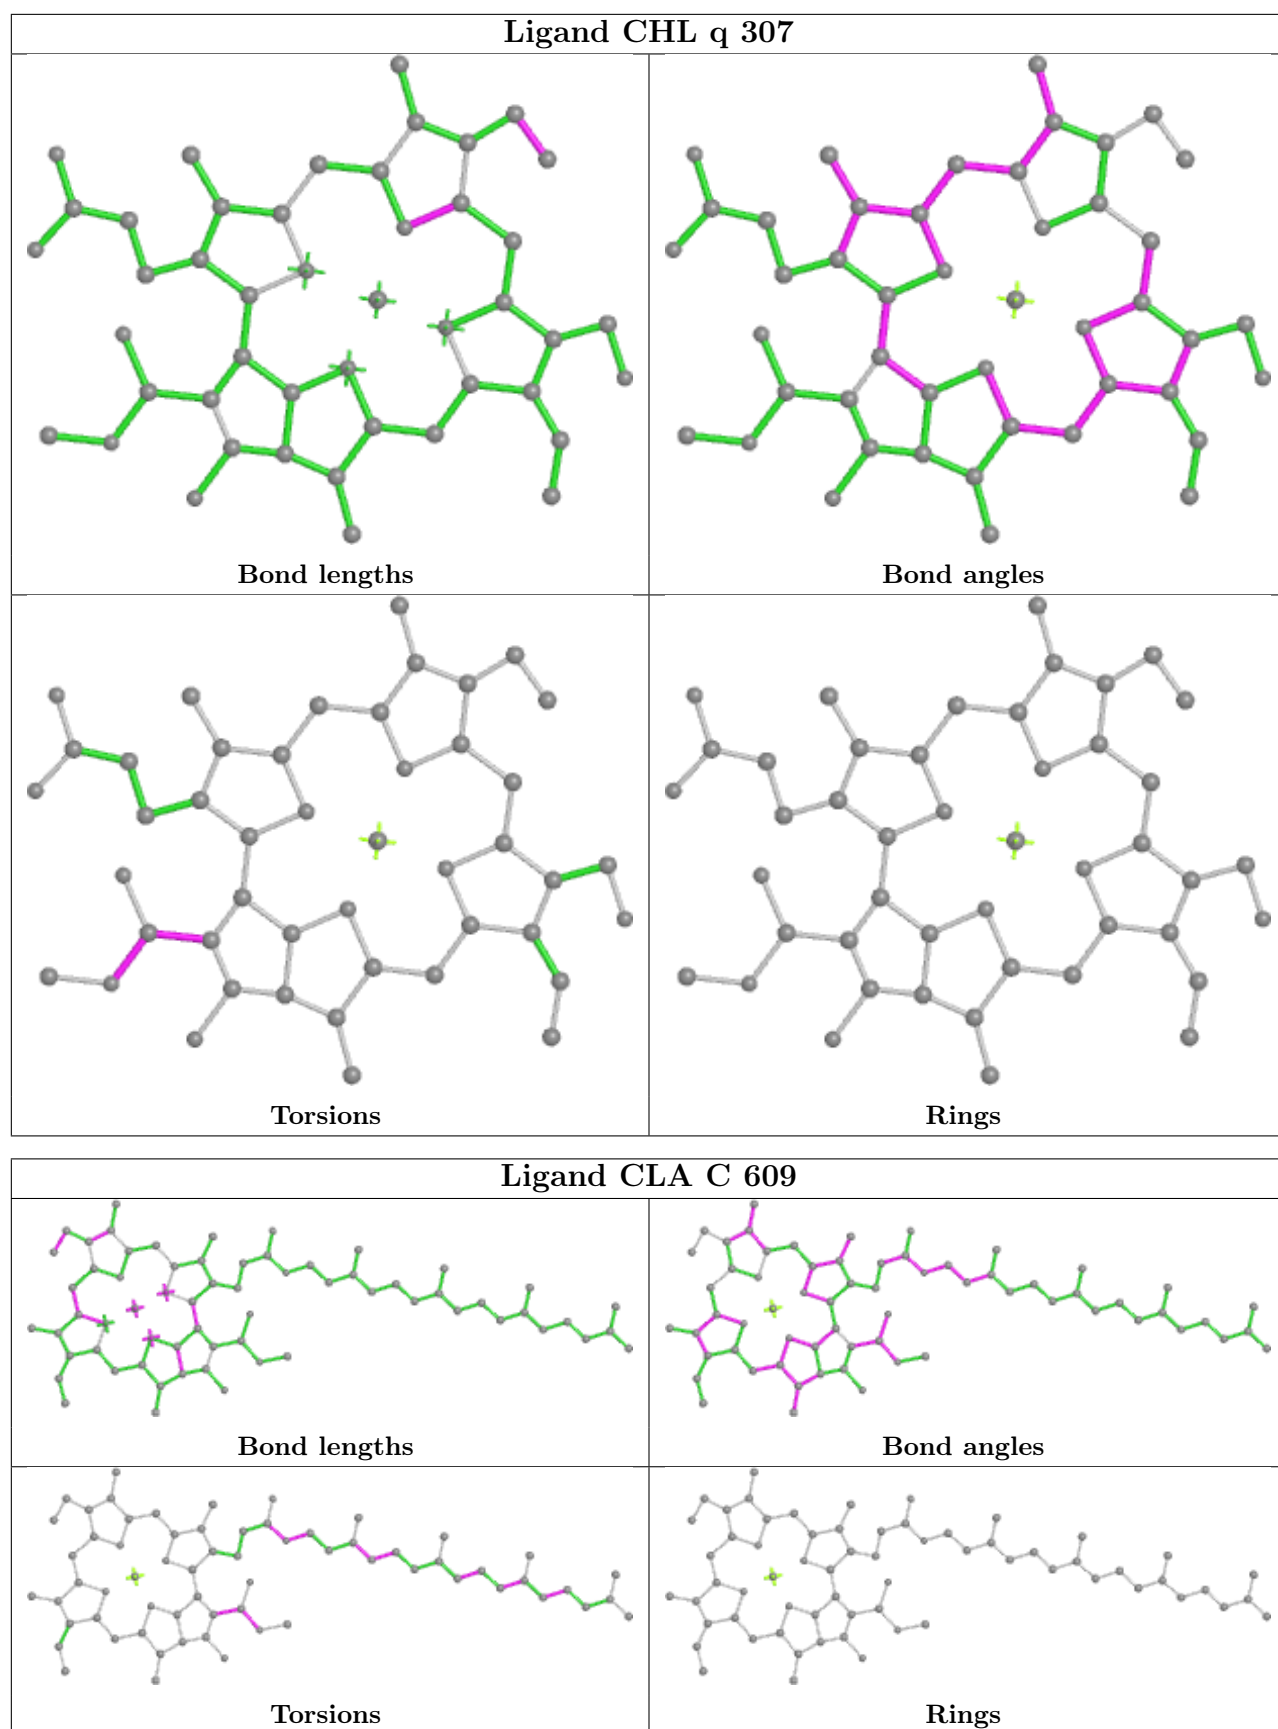 Ligand CHL q 307
Bond lengths
Bond angles
Torsions
Rings
Ligand CLA C 609
Bond lengths
Bond angles
Torsions
Rings